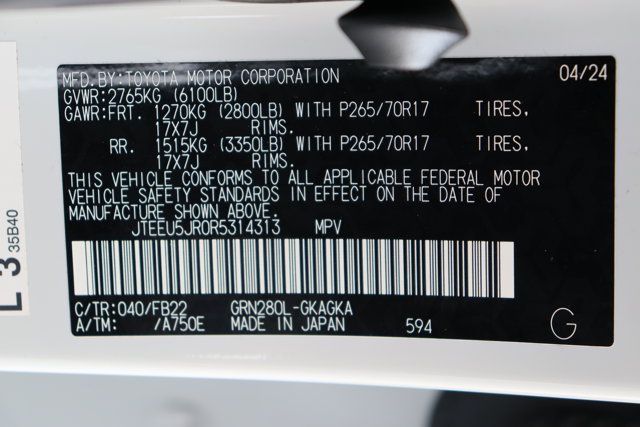 MFD.BY:TOYOTA MOTOR CORPORATION 04/24
GVWR:2765KG (6100LB)
GAWR:FRT. 1270KG (2800LB) WITH P265/70R17 TIRES,
17X7J RIMS.
RR. 1515KG (3350LB) WITH P265/70R17 TIRES,
17X7J RIMS.
THIS VEHICLE CONFORMS TO ALL APPLICABLE FEDERAL MOTOR
VEHICLE SAFETY STANDARDS IN EFFECT ON THE DATE OF
MANUFACTURE SHOWN ABOVE.
JTEEU5JR0R5314313 MPV
C/TR:040/FB22 GRN280L-GKAGKA
A/TM: /A750E MADE IN JAPAN 594
G
L 3 35B40